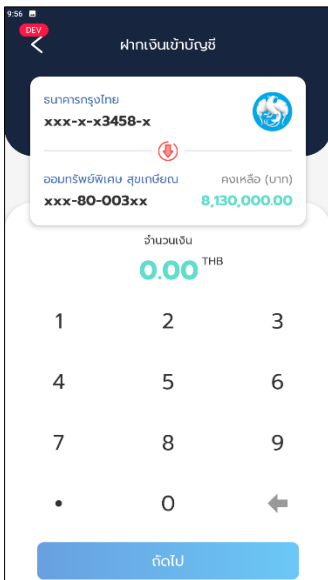 9:56
DEV
ฝากเงินเข้าบัญชี
ธนาคารกรุงไทย
xxx-x-x3458-x
ออมทรัพย์พิเศษ สุขเกษียณ คงเหลือ (บาท)
xxx-80-003xx 8,130,000.00
จำนวนเงิน
0.00 THB
1 2 3
4 5 6
7 8 9
• 0
ถัดไป